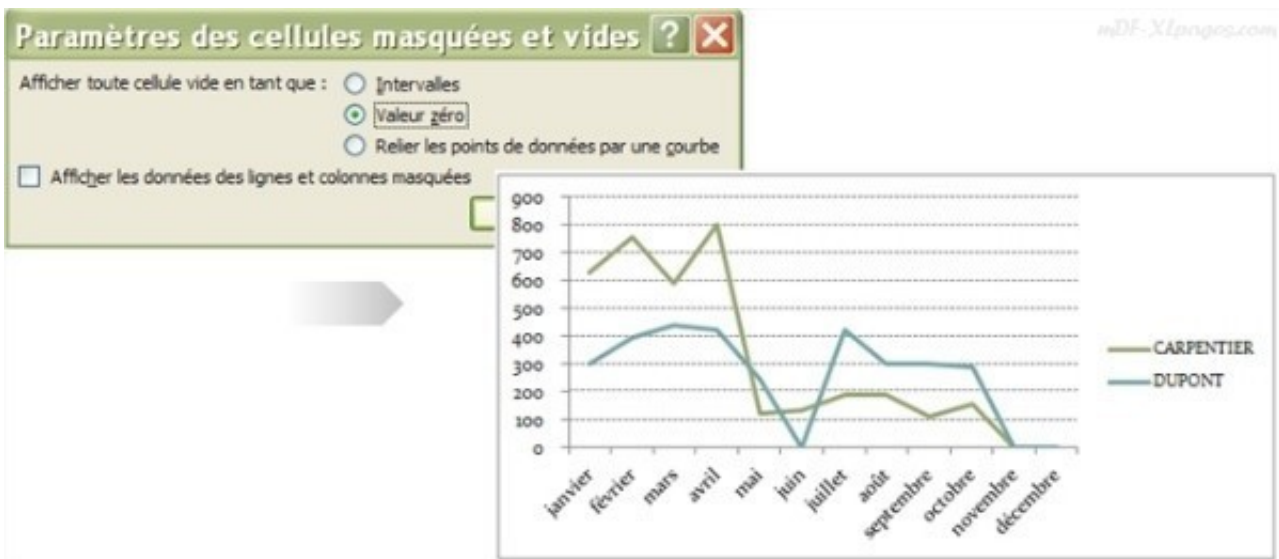 Paramètres des cellules masquées et vides
mDF-XLpages.com
Afficher toute cellule vide en tant que :
Intervalles
Valeur zéro
Relier les points de données par une courbe
Afficher les données des lignes et colonnes masquées
900
800
700
600
500
400
300
200
100
0
janvier
février
mars
avril
mai
juin
juillet
août
septembre
octobre
novembre
décembre
CARPENTIER
DUPONT